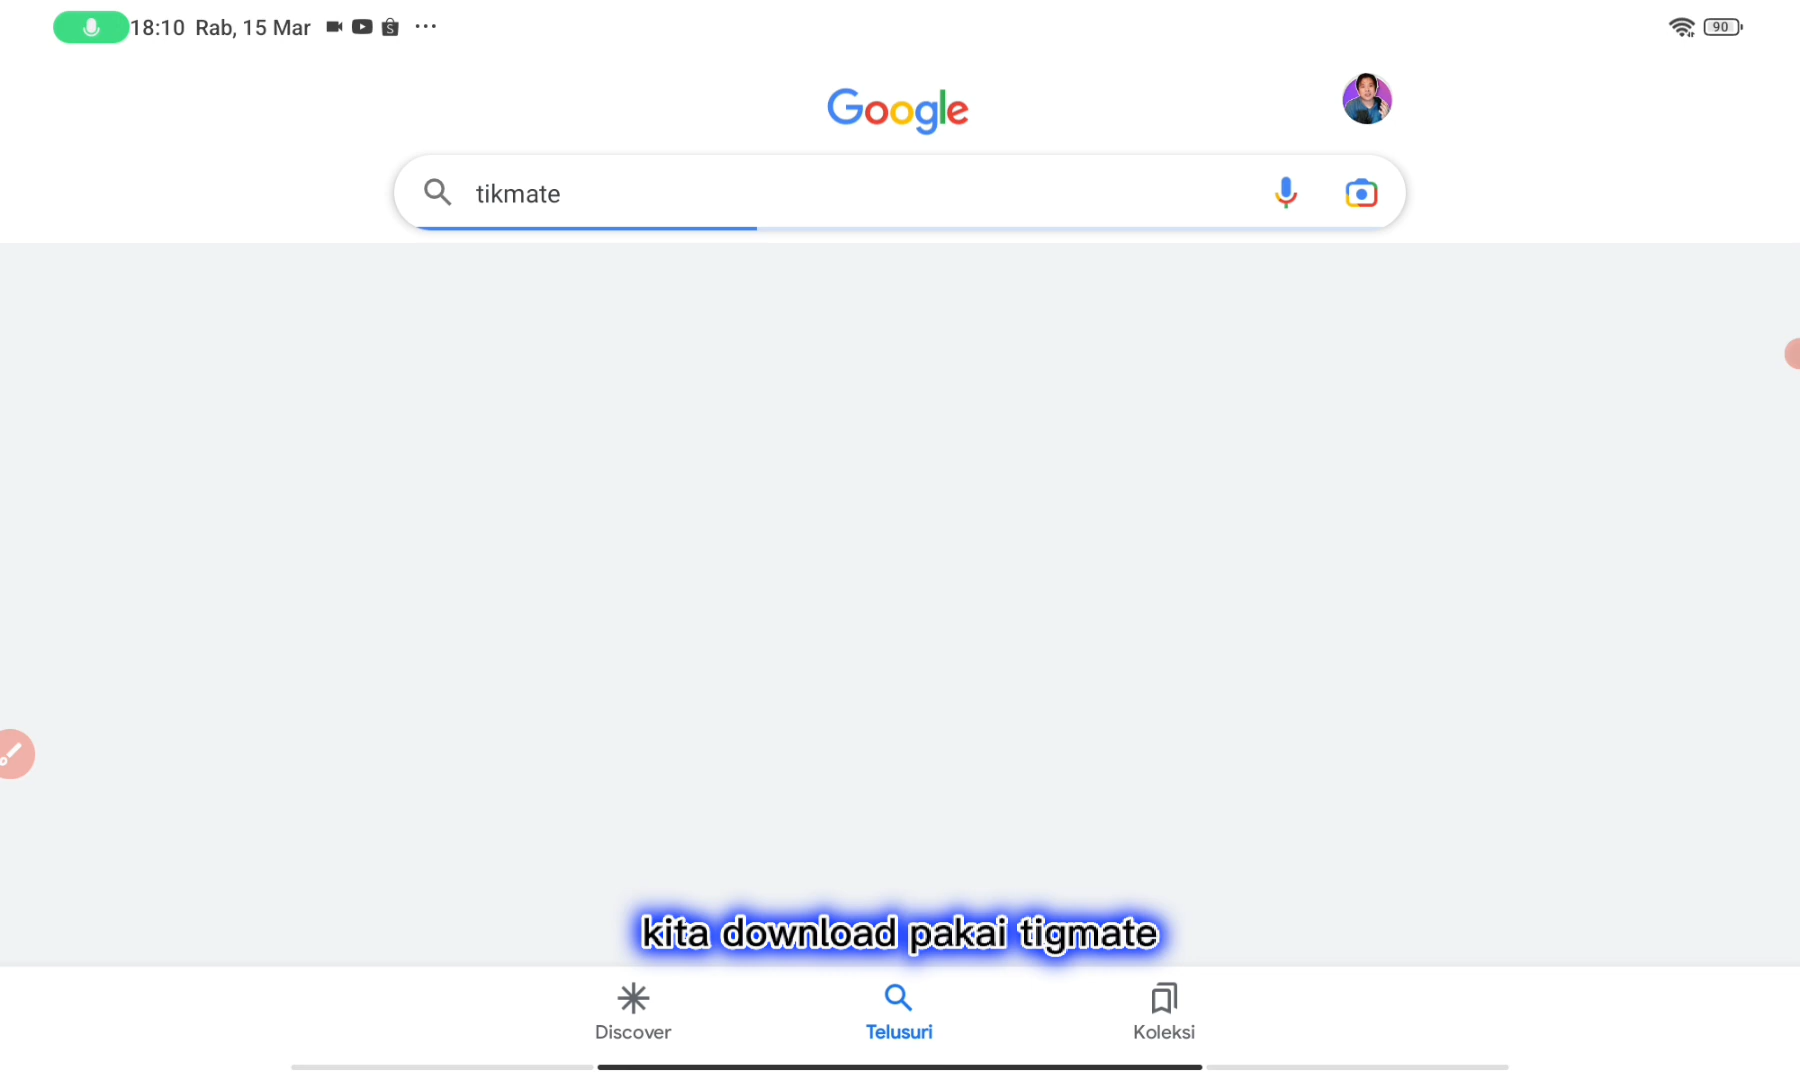 18:10 Rab, 15 Mar
90
Google
tikmate
kita download pakai tigmate
Discover
Telusuri
Koleksi